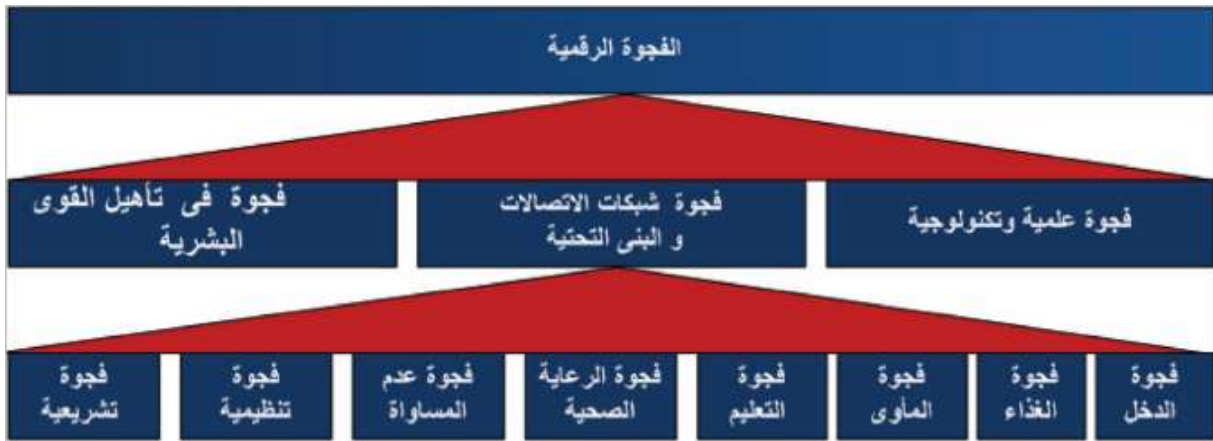 الفجوة الرقمية
فجوة علمية وتكنولوجية
فجوة شبكات الاتصالات
و البنى التحتية
فجوة فى تأهيل القوى
البشرية
فجوة
الدخل
فجوة
الغذاء
فجوة
المأوى
فجوة
التعليم
فجوة الرعاية
الصحية
فجوة عدم
المساواة
فجوة
تنظيمية
فجوة
تشريعية